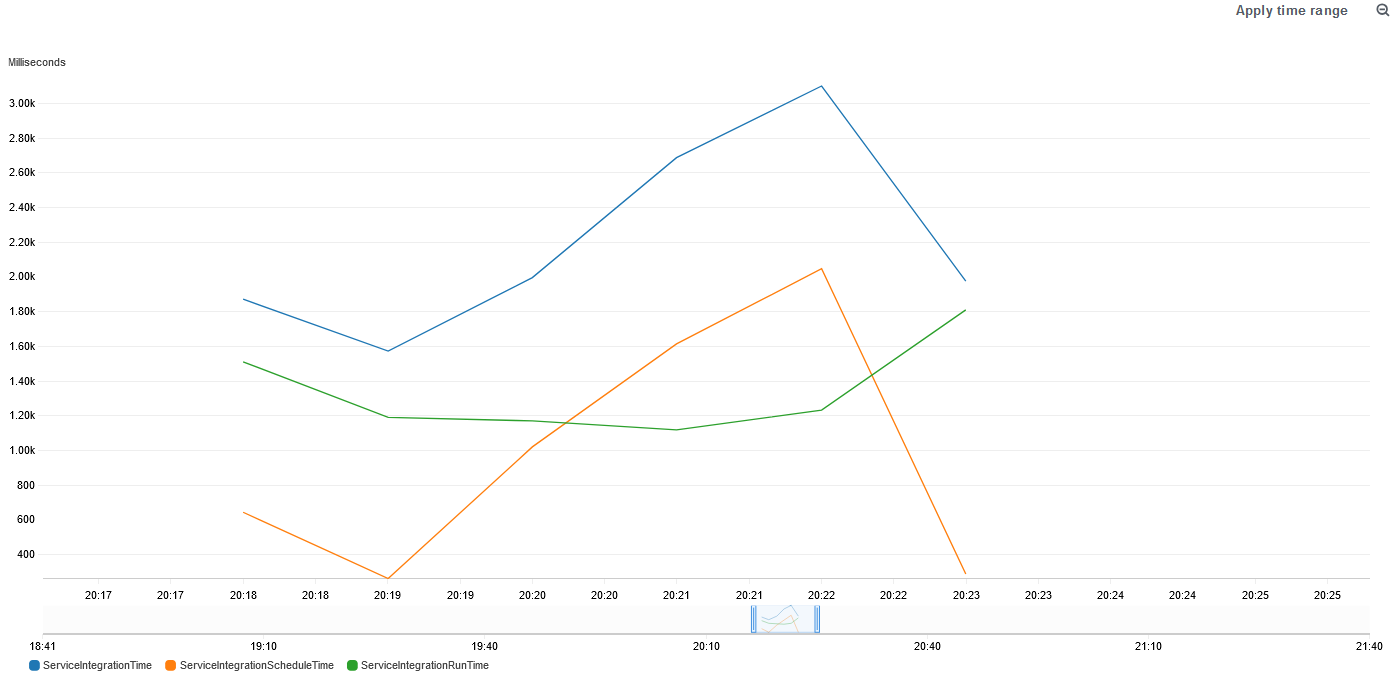 Apply time range
Milliseconds
3.00k
2.80k
2.60k
2.40k
2.20k
2.00k
1.80k
1.60k
1.40k
1.20k
1.00k
800
600
400
20:17 20:17 20:18 20:18 20:19 20:19 20:20 20:20 20:21 20:21 20:22 20:22 20:23 20:23 20:24 20:24 20:25 20:25
18:41 19:10 19:40 20:10 20:40 21:10 21:40
ServiceIntegrationTime ServiceIntegrationScheduleTime ServiceIntegrationRunTime